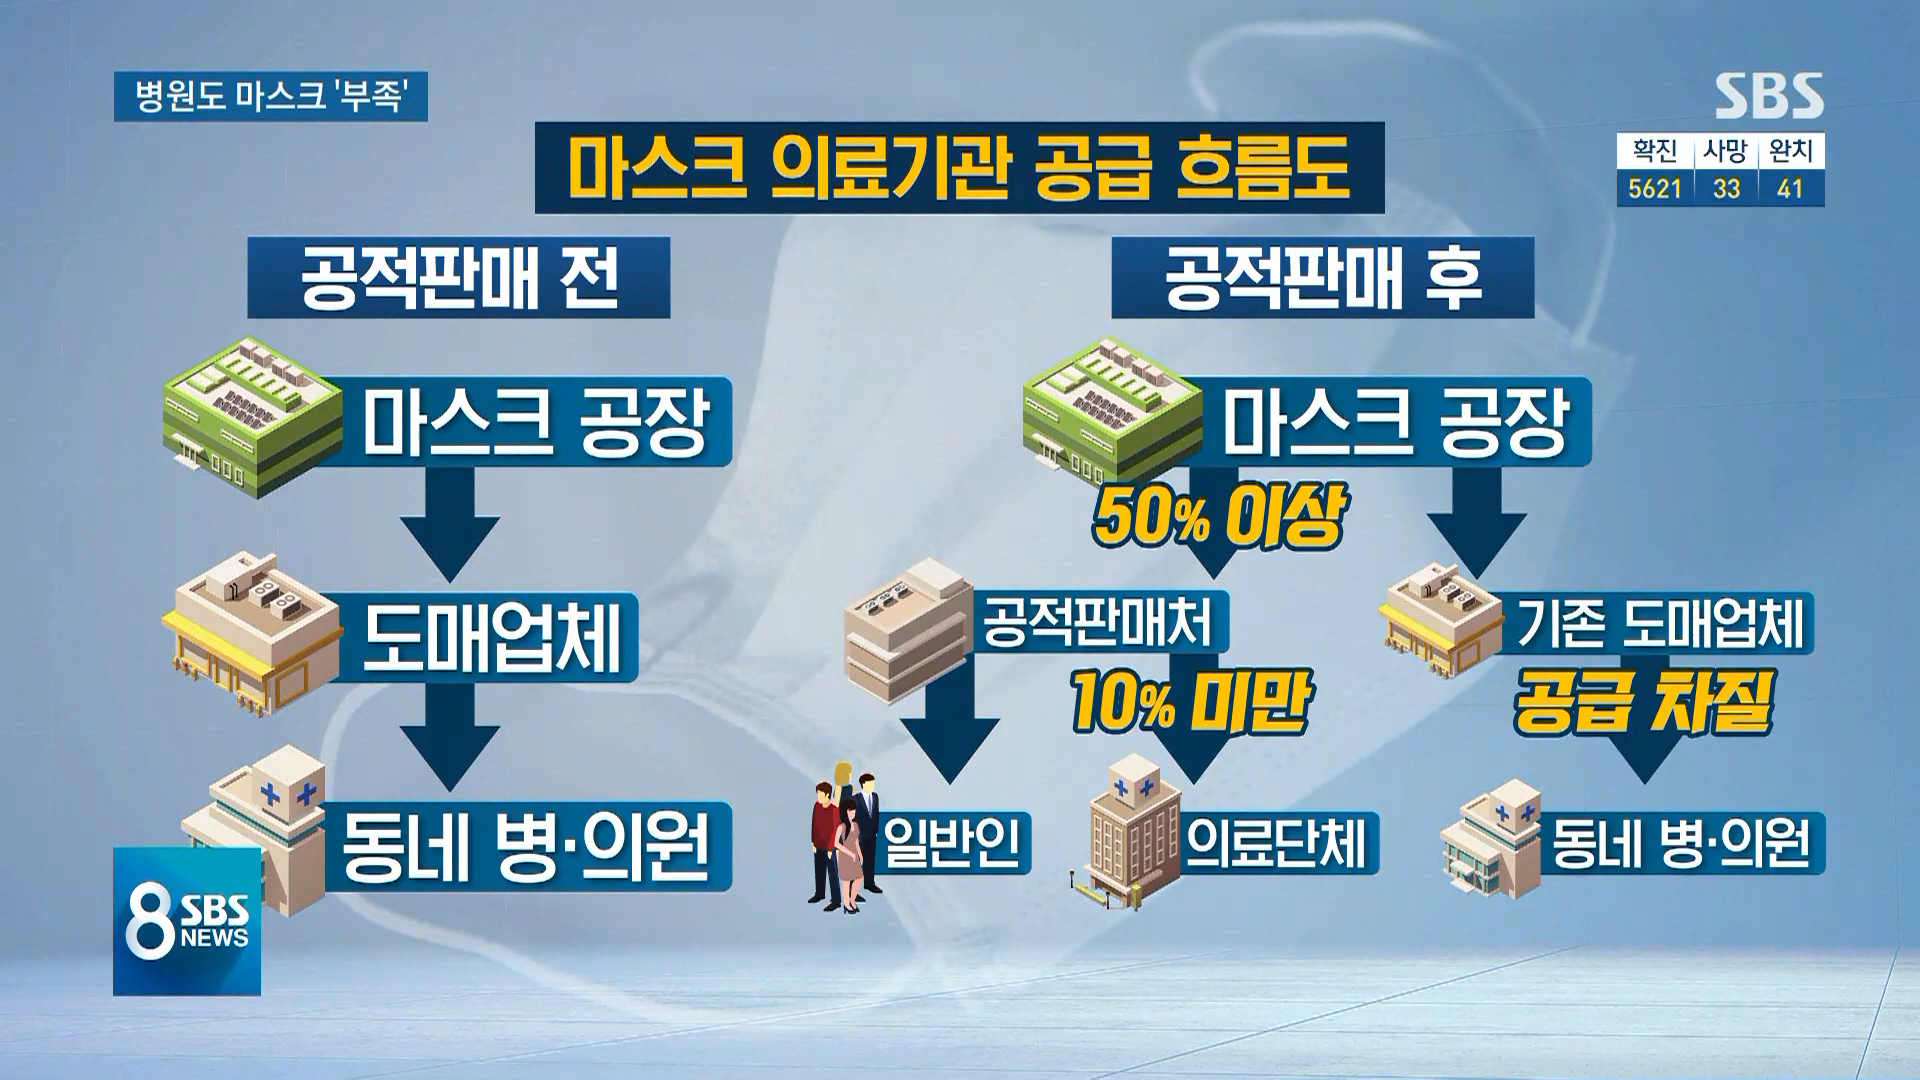 병원도 마스크 '부족'
SBS
확진 사망 완치
5621 33 41
마스크 의료기관 공급 흐름도
공적판매 전
마스크 공장
도매업체
동네 병·의원
공적판매 후
마스크 공장
50% 이상
공적판매처
기존 도매업체
10% 미만
공급 차질
일반인
의료단체
동네 병·의원
8 SBS
NEWS